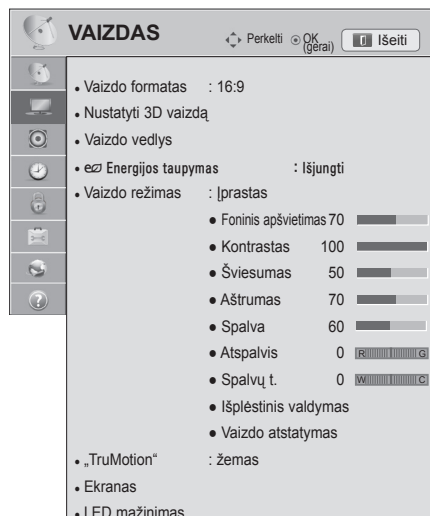 VAIZDAS Perkelti OK (gerai) Išeiti
• Vaizdo formatas : 16:9
• Nustatyti 3D vaizdą
• Vaizdo vedlys
• e Energijos taupymas : Išjungti
• Vaizdo režimas : Įprastas
● Foninis apšvietimas 70
● Kontrastas 100
● Šviesumas 50
● Aštrumas 70
● Spalva 60
● Atspalvis 0 R G
● Spalvų t. 0 W C
● Išplėstinis valdymas
● Vaizdo atstatymas
• „TruMotion“ : žemas
• Ekranas
• LED mažinimas